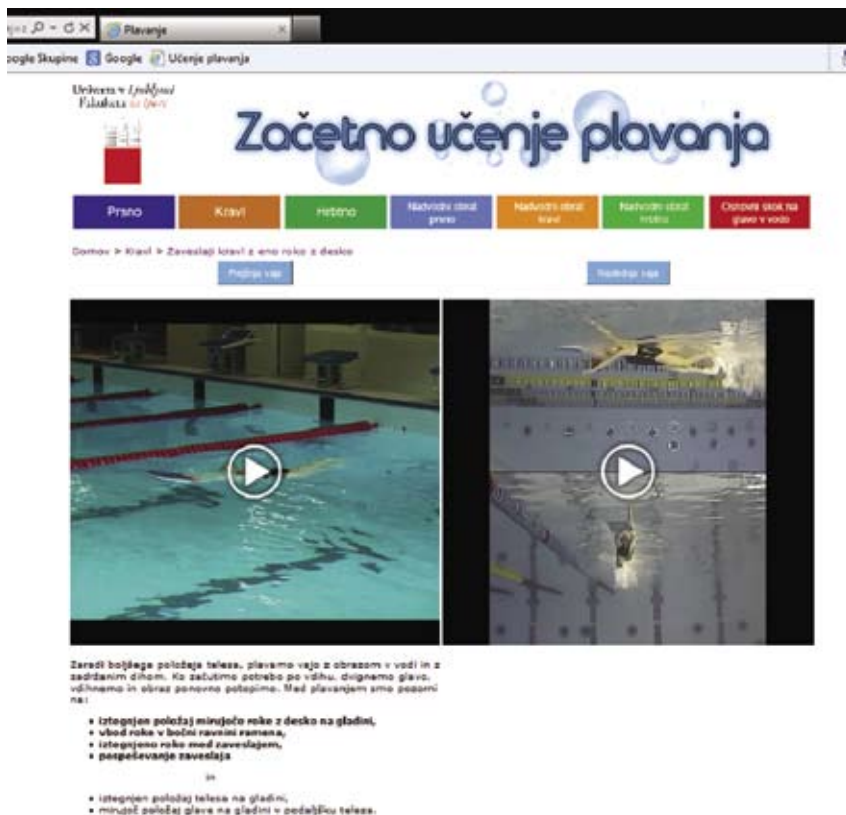 Plavanje
Google Skupine Google Učenje plavanja
Univerza v Ljubljani
Fakulteta za šport
Začetno učenje plavanja
Prsno Kravl Hrbtno Nadvodni obrat prsno Nadvodni obrat kravl Nadvodni obrat hrbtno Osnovni skok na glavo v vodo
Domov > Kravl > Zaveslaji kravl z eno roko z desko
Prejšnja vaja Naslednja vaja
Zaradi boljšega položaja telesa, plavamo vajo z obrazom v vodi in z
zadržanim dihom. Ko začutimo potrebo po vdihu, dvignemo glavo,
vdihnemo in obraz ponovno potopimo. Med plavanjem smo pozorni
na:
• iztegnjen položaj mirujočo roke z desko na gladini,
• vbod roke v bočni ravnini ramena,
• iztegnjeno roko med zaveslajem,
• pospeševanje zaveslaja
in
• iztegnjen položaj telesa na gladini,
• mirujoč položaj glave na gladini v podaljšku telesa.